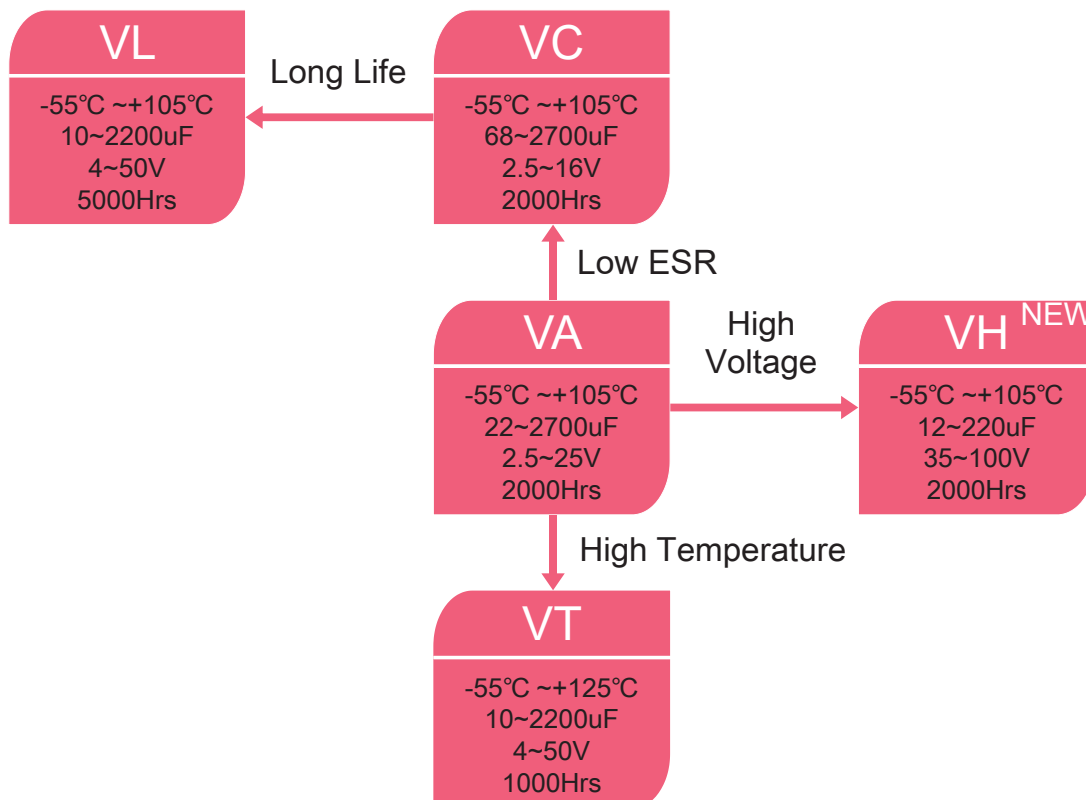 VL
-55℃ ~+105℃
10~2200uF
4~50V
5000Hrs
Long Life
VC
-55℃ ~+105℃
68~2700uF
2.5~16V
2000Hrs
Low ESR
VA
-55℃ ~+105℃
22~2700uF
2.5~25V
2000Hrs
High
Voltage
VH NEW
-55℃ ~+105℃
12~220uF
35~100V
2000Hrs
High Temperature
VT
-55℃ ~+125℃
10~2200uF
4~50V
1000Hrs